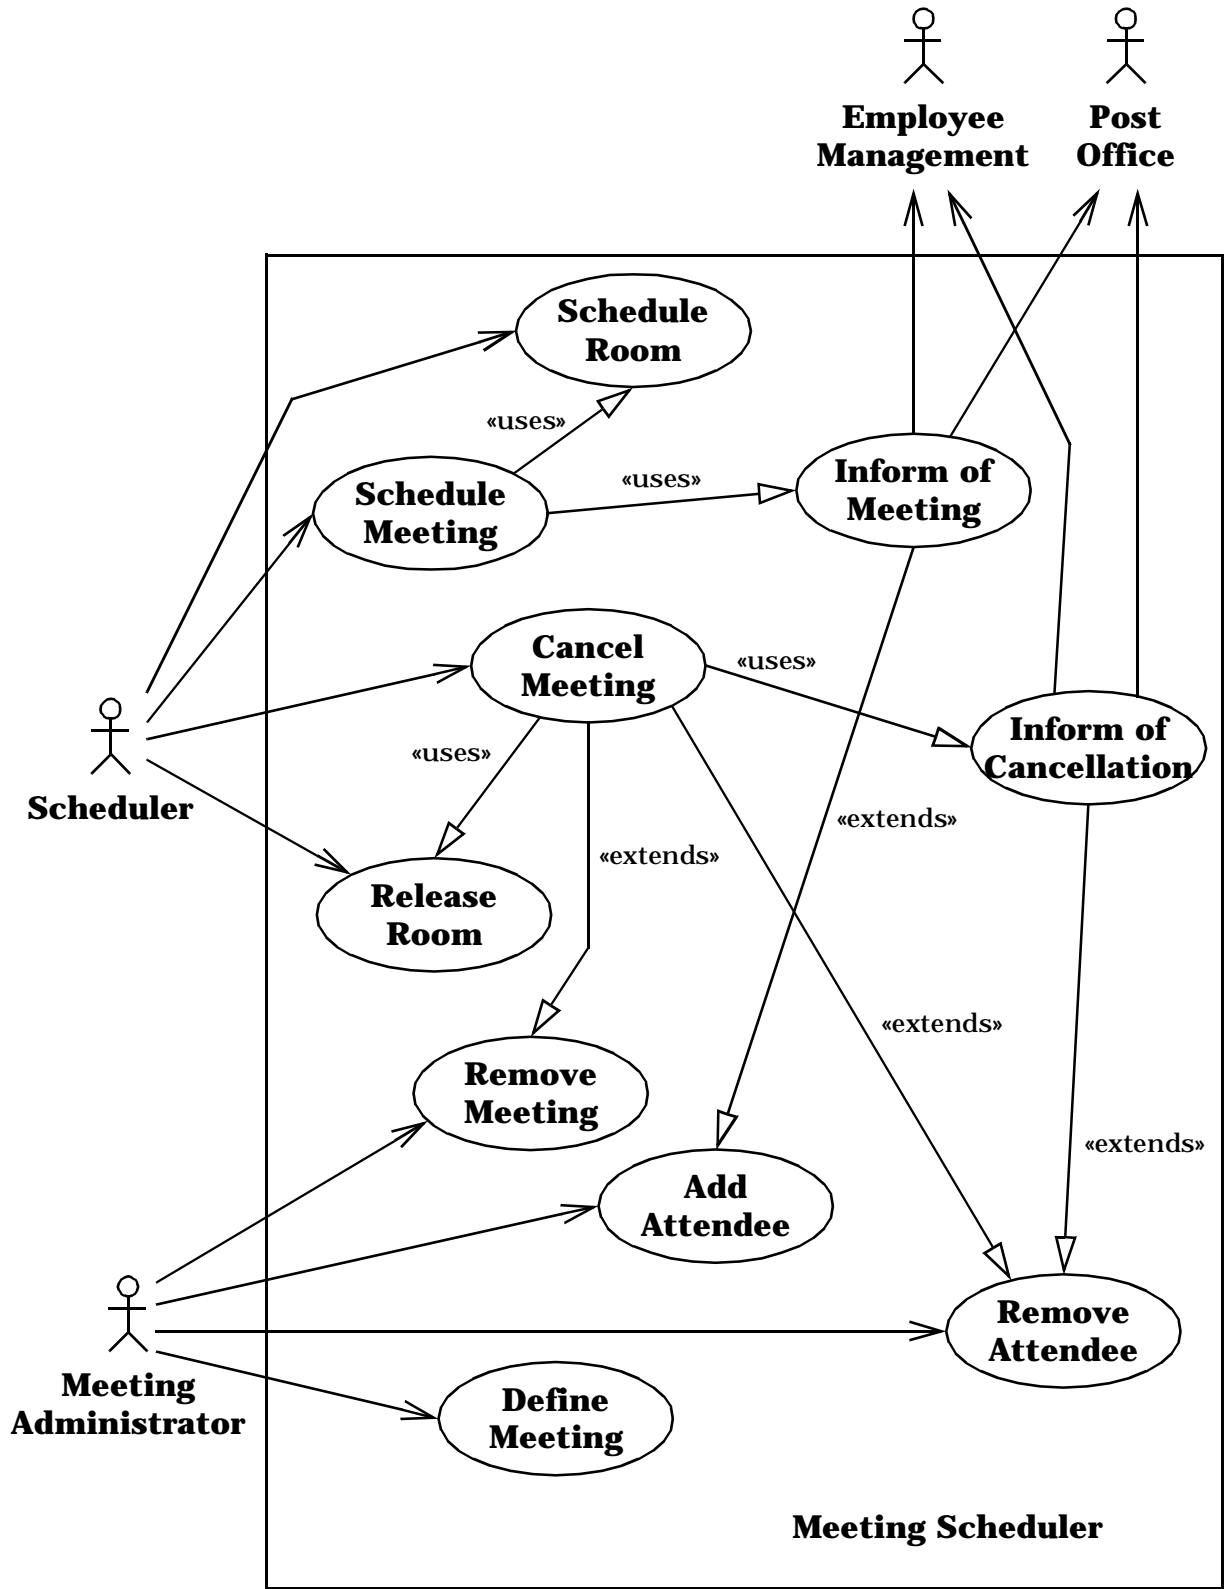 Employee
Management
Post
Office
Schedule
Room
«uses»
Schedule
Meeting
«uses»
Inform of
Meeting
Cancel
Meeting
«uses»
«uses»
Inform of
Cancellation
Scheduler
«extends»
«extends»
Release
Room
«extends»
Remove
Meeting
«extends»
Add
Attendee
Remove
Attendee
Meeting
Administrator
Define
Meeting
Meeting Scheduler